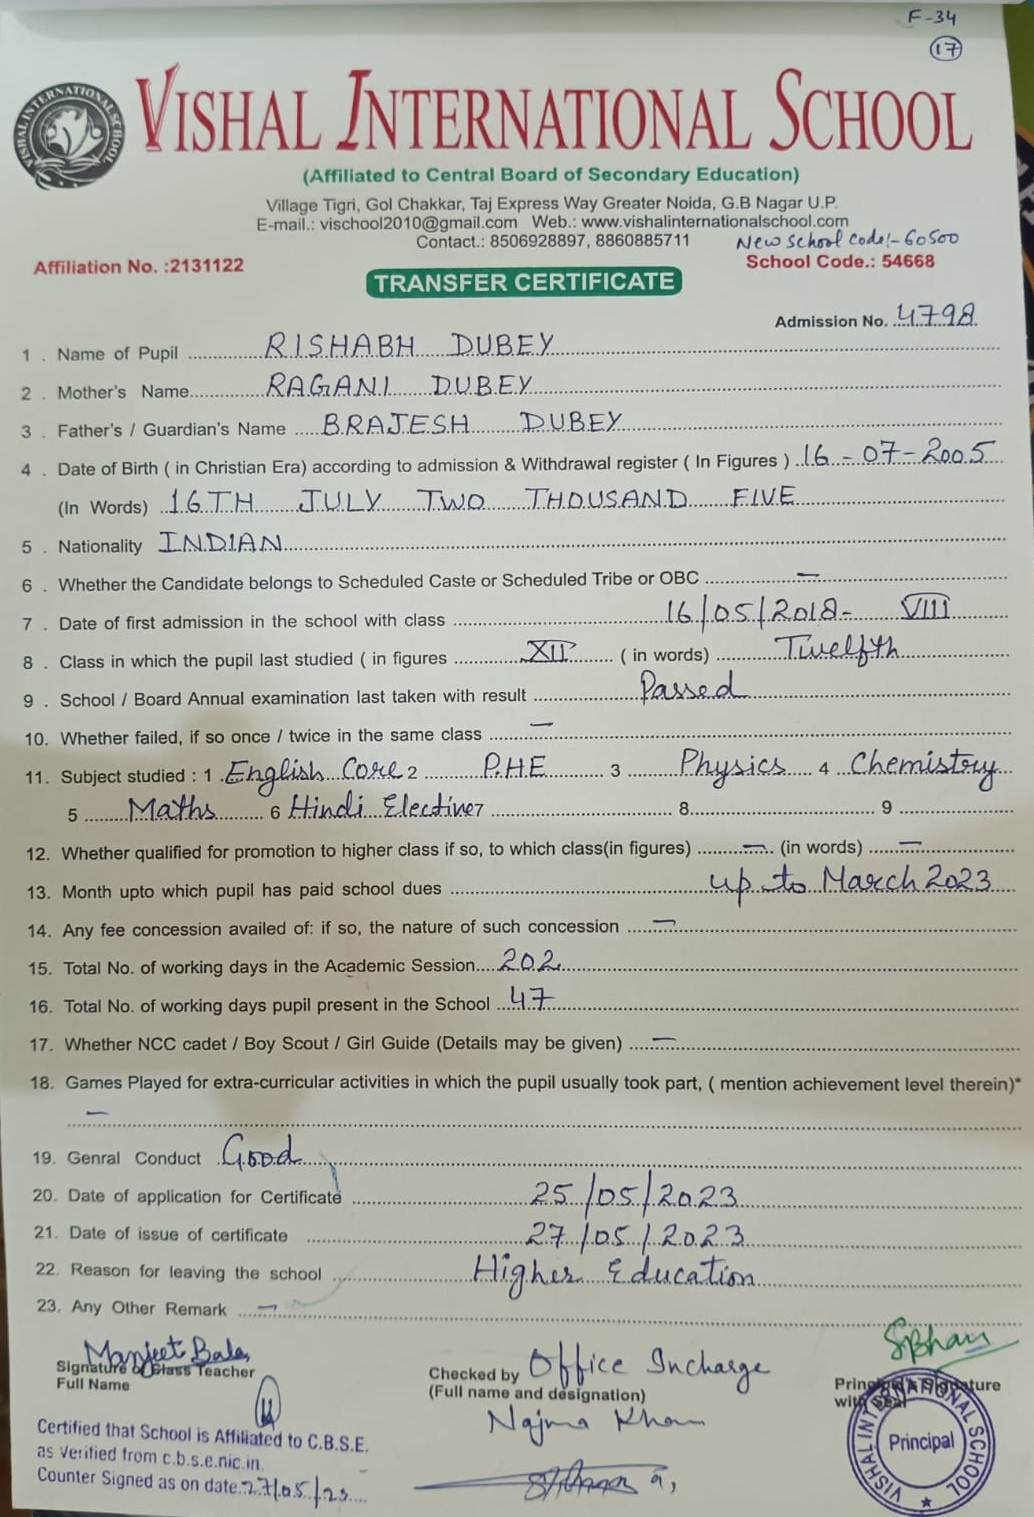 F-34
17
VISHAL INTERNATIONAL SCHOOL
VISHAL INTERNATIONAL SCHOOL
(Affiliated to Central Board of Secondary Education)
Village Tigri, Gol Chakkar, Taj Express Way Greater Noida, G.B Nagar U.P.
E-mail.: vischool2010@gmail.com Web.: www.vishalinternationalschool.com
Contact.: 8506928897, 8860885711 New School Code:- 60500
Affiliation No. :2131122 School Code.: 54668
TRANSFER CERTIFICATE
Admission No. 4798
1 . Name of Pupil RISHABH DUBEY
2 . Mother's Name RAGANI DUBEY
3 . Father's / Guardian's Name BRAJESH DUBEY
4 . Date of Birth ( in Christian Era) according to admission & Withdrawal register ( In Figures ) 16 - 07 - 2005
(In Words) 16TH JULY TWO THOUSAND FIVE
5 . Nationality INDIAN
6 . Whether the Candidate belongs to Scheduled Caste or Scheduled Tribe or OBC —
7 . Date of first admission in the school with class 16/05/2018- VIII
8 . Class in which the pupil last studied ( in figures XII ( in words) Twelfth
9 . School / Board Annual examination last taken with result Passed
10. Whether failed, if so once / twice in the same class —
11. Subject studied : 1 English Core 2 P.H.E 3 Physics 4 Chemistry
5 Maths 6 Hindi Elective 7 8 9
12. Whether qualified for promotion to higher class if so, to which class(in figures) — (in words) —
13. Month upto which pupil has paid school dues up to March 2023
14. Any fee concession availed of: if so, the nature of such concession —
15. Total No. of working days in the Academic Session 202
16. Total No. of working days pupil present in the School 47
17. Whether NCC cadet / Boy Scout / Girl Guide (Details may be given) —
18. Games Played for extra-curricular activities in which the pupil usually took part, ( mention achievement level therein)*
—
19. Genral Conduct Good
20. Date of application for Certificate 25/05/2023
21. Date of issue of certificate 27/05/2023
22. Reason for leaving the school Higher Education
23. Any Other Remark —
Manjeet Bala
Signature of Class Teacher
Full Name
Checked by Office Incharge
(Full name and designation)
Najma Khan
Principal's Signature
with Seal
VISHAL INTERNATIONAL SCHOOL
Principal
Certified that School is Affiliated to C.B.S.E.
as Verified from c.b.s.e.nic.in.
Counter Signed as on date 27/05/23